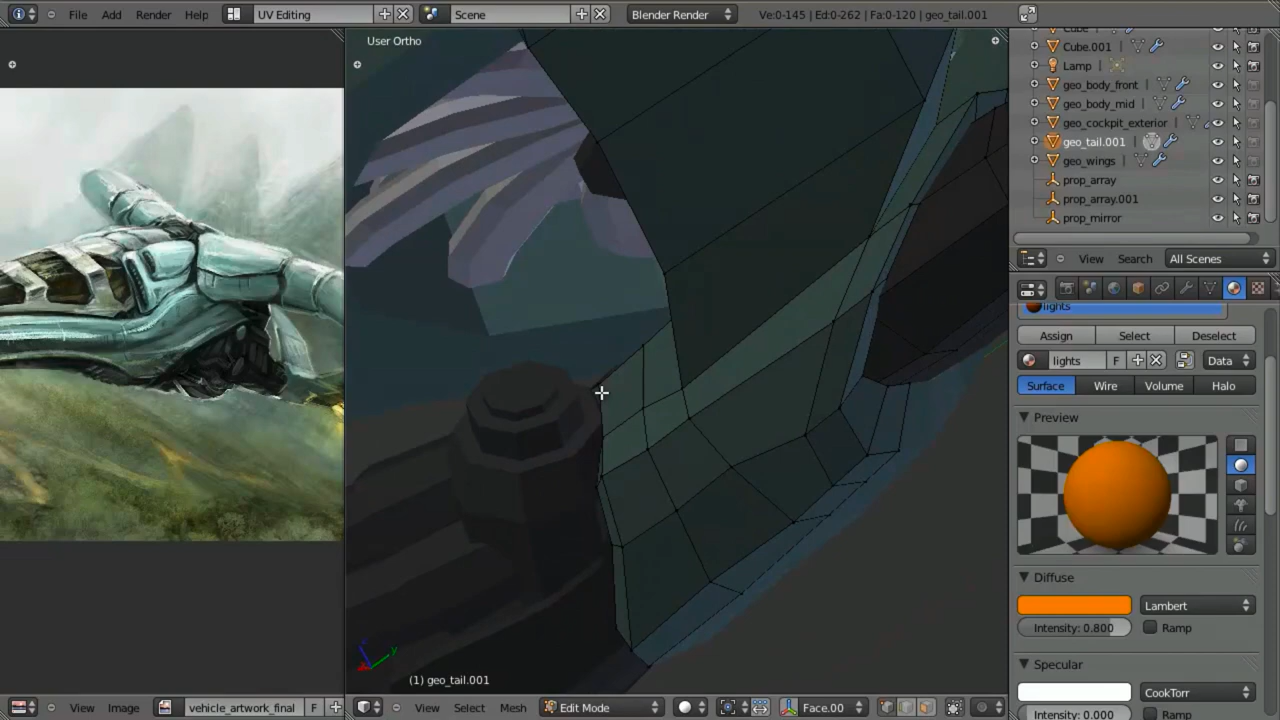 File Add Render Help UV Editing Scene Blender Render Ve:0-145 | Ed:0-262 | Fa:0-120 | geo_tail.001
User Ortho
Cube
Cube.001
Lamp
geo_body_front
geo_body_mid
geo_cockpit_exterior
geo_tail.001
geo_wings
prop_array
prop_array.001
prop_mirror
View Search All Scenes
lights
Assign Select Deselect
lights F Data
Surface Wire Volume Halo
Preview
Diffuse
Lambert
Intensity: 0.800 Ramp
Specular
CookTorr
Intensity: 0.000 Ramp
z
y
(1) geo_tail.001
View Image vehicle_artwork_final F View Select Mesh Edit Mode Face.00